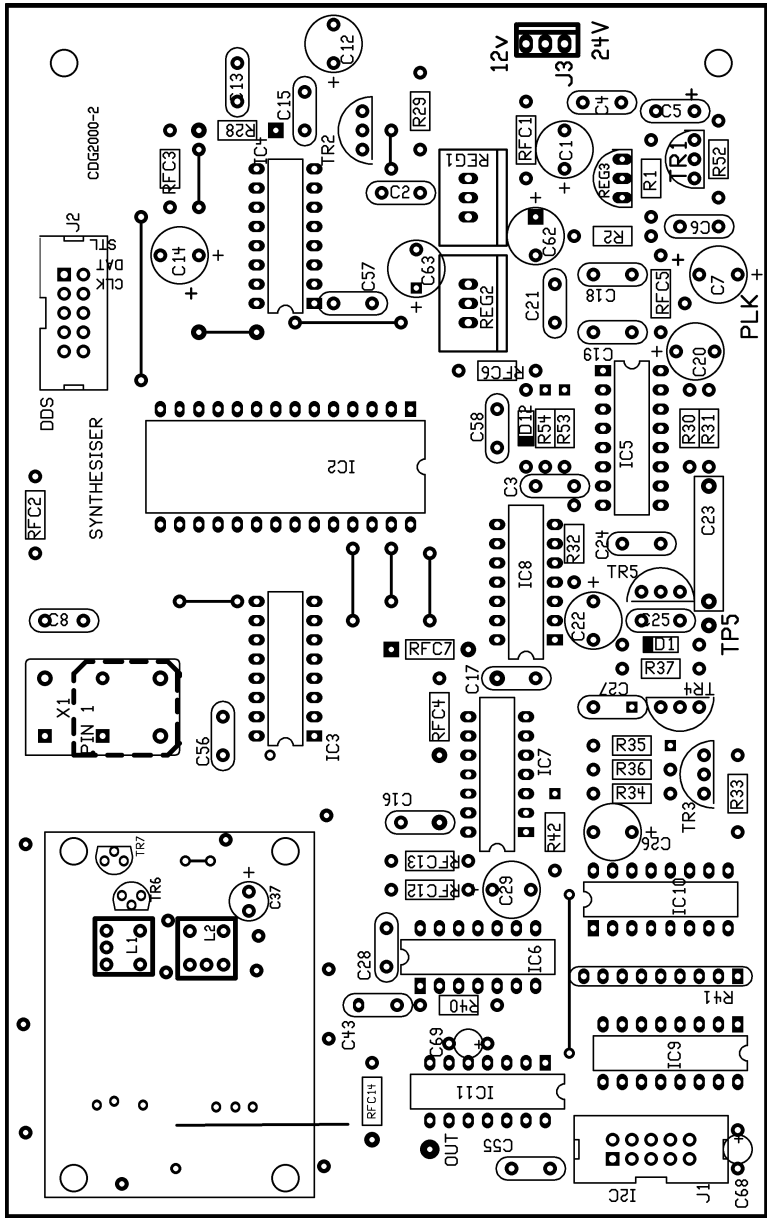 12v
24V
J3
C12
C13
C15
R28
R29
RFC1
C4
C5
+
C1
REG3
R1
TR1
R52
CDG2000-2
RFC3
IC4
TR2
REG1
C2
J2
STL
DAT
CLK
C14
C57
C63
C62
R2
C6
REG2
C21
C18
RFC5
C7
PLK
C19
C20
DDS
RFC6
C58
D12
R54
R53
IC5
R30
R31
SYNTHESISER
IC2
RFC2
C3
C23
IC8
R32
C24
TR5
C8
C22
C25
TP5
RFC7
D1
R37
X1
PIN 1
C17
C56
IC3
RFC4
IC7
C27
TR4
R35
R36
R34
TR3
R33
C16
R42
C26
TR7
TR6
C37
RFC13
RFC12
C29
IC10
L1
L2
C28
IC6
R40
R41
C43
C69
IC9
RFC14
IC11
OUT
C55
I2C
J1
C68